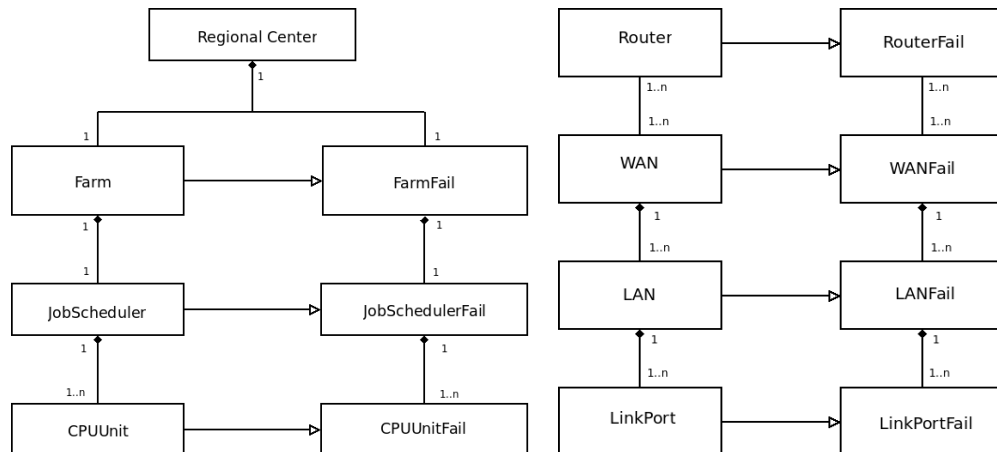 Regional Center
1
1
1
Farm
FarmFail
1
1
1
1
JobScheduler
JobSchedulerFail
1
1
1..n
1..n
CPUUnit
CPUUnitFail
Router
RouterFail
1..n
1..n
1..n
1..n
WAN
WANFail
1
1
1..n
1..n
LAN
LANFail
1
1
1..n
1..n
LinkPort
LinkPortFail